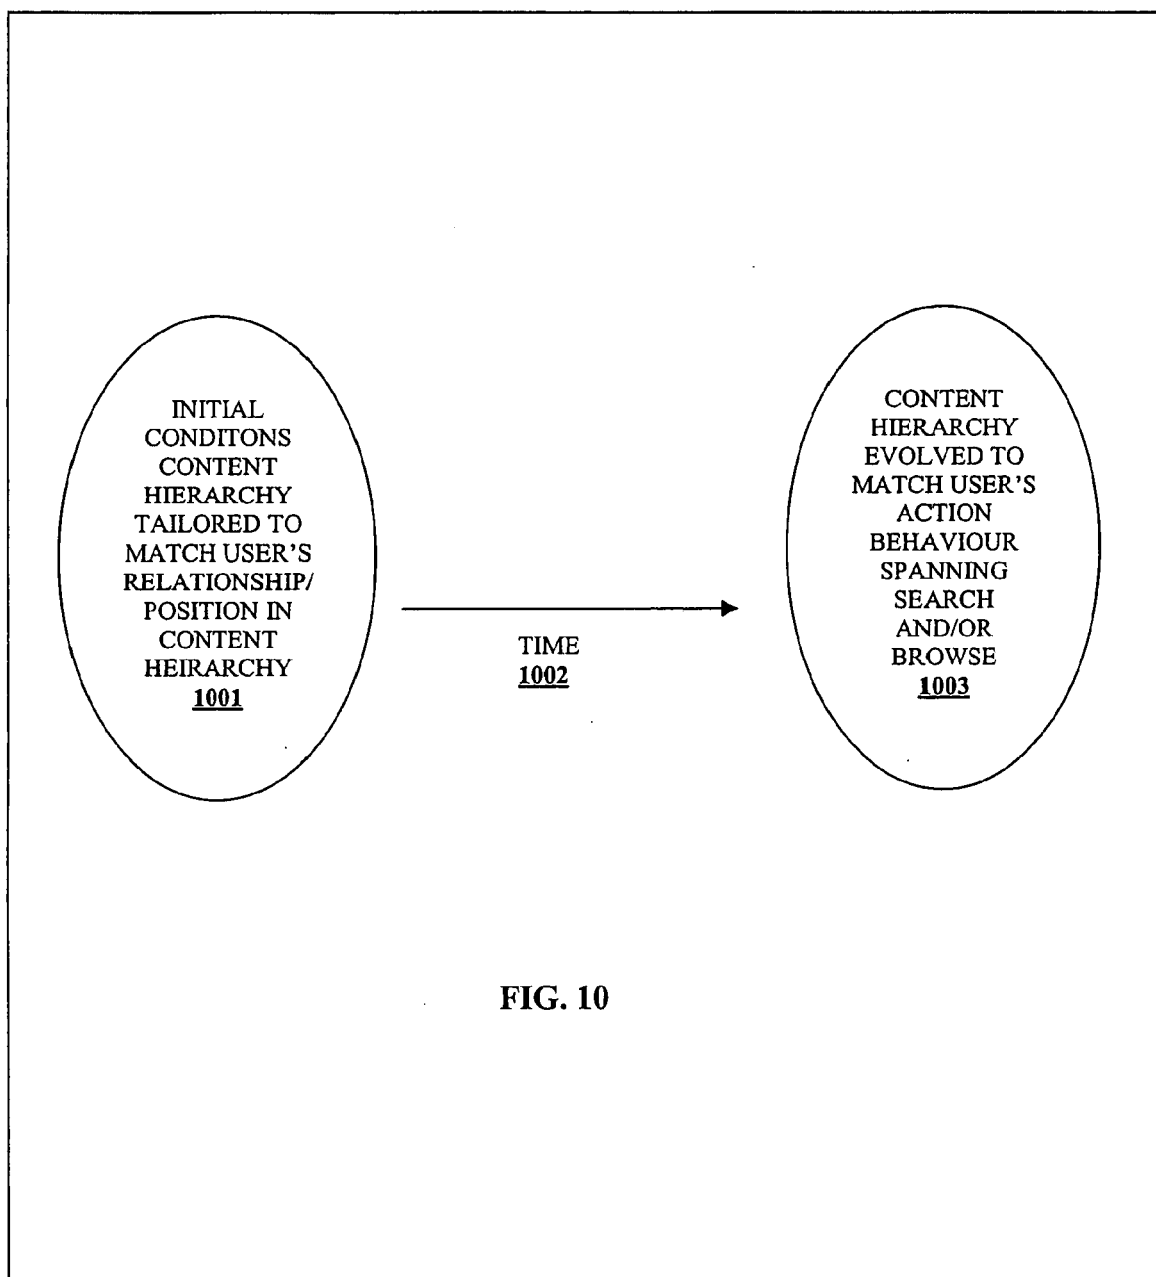 INITIAL
CONDITONS
CONTENT
HIERARCHY
TAILORED TO
MATCH USER'S
RELATIONSHIP/
POSITION IN
CONTENT
HEIRARCHY
1001
TIME
1002
CONTENT
HIERARCHY
EVOLVED TO
MATCH USER'S
ACTION
BEHAVIOUR
SPANNING
SEARCH
AND/OR
BROWSE
1003
FIG. 10